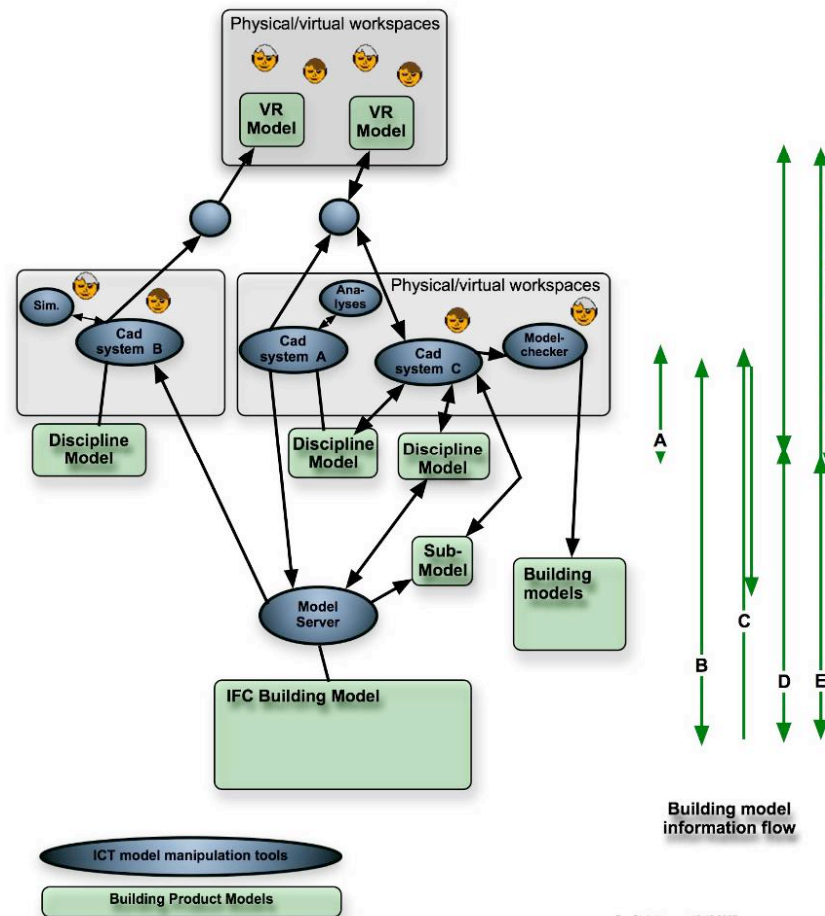 Physical/virtual workspaces
VR
Model
VR
Model
Physical/virtual workspaces
Sim.
Cad
system B
Ana-
lyses
Cad
system A
Cad
system C
Model-
checker
Discipline
Model
Discipline
Model
Discipline
Model
Sub-
Model
Building
models
Model
Server
IFC Building Model
A
B
C
D
E
Building model
information flow
ICT model manipulation tools
Building Product Models